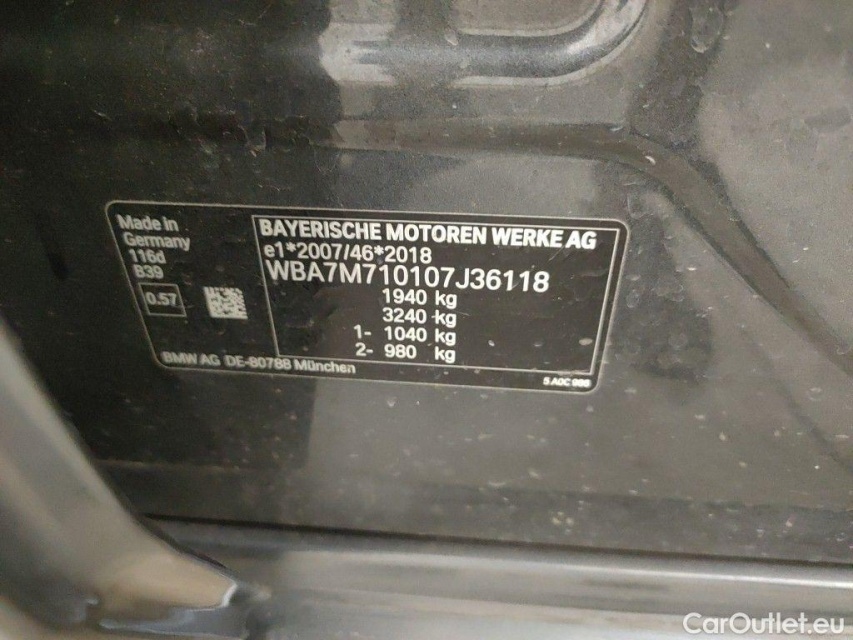 Made in
Germany
116d
B39
0.57
BAYERISCHE MOTOREN WERKE AG
e1*2007/46*2018
WBA7M710107J36118
1940 kg
3240 kg
1- 1040 kg
2- 980 kg
BMW AG DE-80788 München
5 A0C 986
CarOutlet.eu